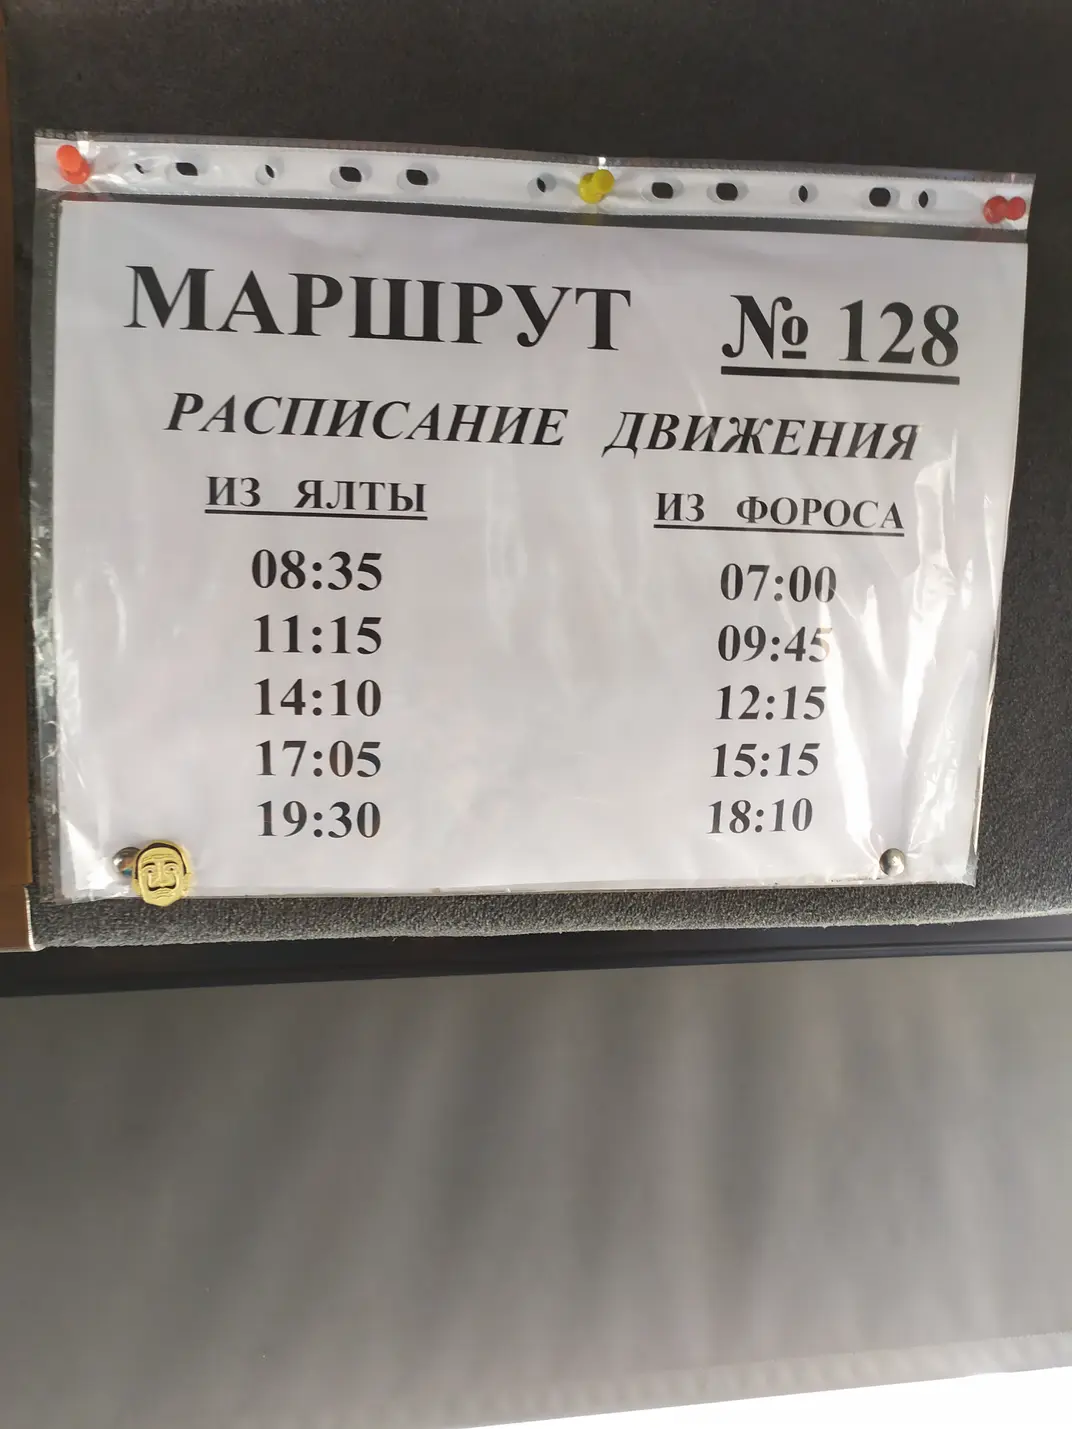 МАРШРУТ № 128
РАСПИСАНИЕ ДВИЖЕНИЯ
ИЗ ЯЛТЫ ИЗ ФОРОСА
08:35 07:00
11:15 09:45
14:10 12:15
17:05 15:15
19:30 18:10